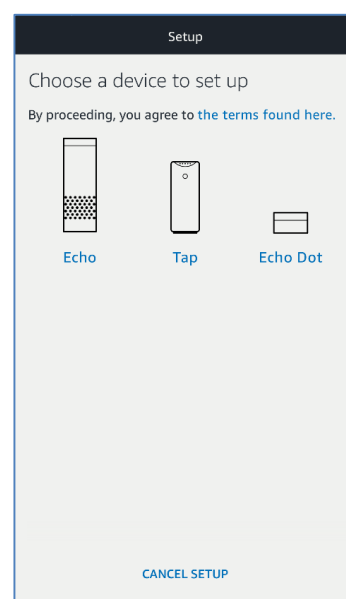 Setup
Choose a device to set up
By proceeding, you agree to the terms found here.
Echo Tap Echo Dot
CANCEL SETUP